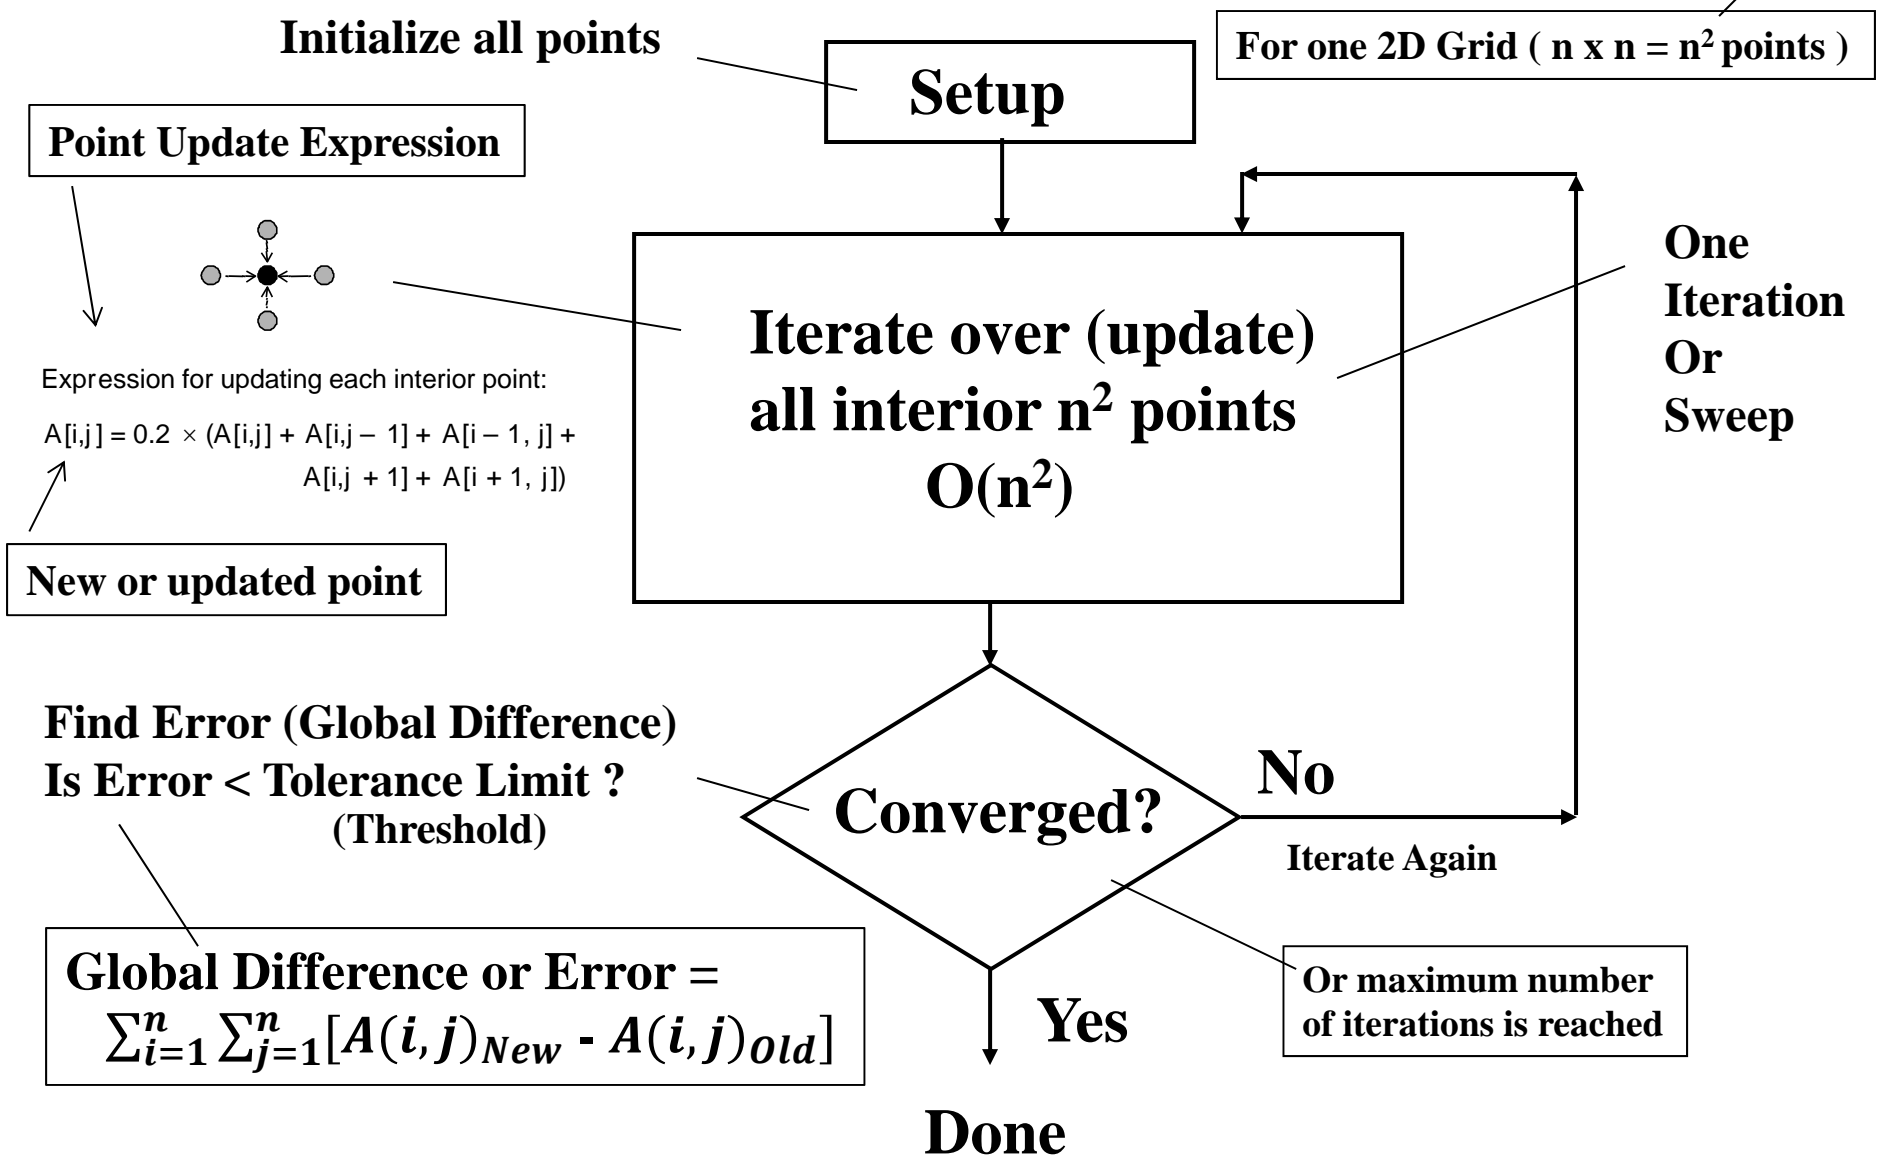 Initialize all points
Setup
For one 2D Grid ( n x n = n² points )
Point Update Expression
Expression for updating each interior point:
A[i,j] = 0.2 × (A[i,j] + A[i,j – 1] + A[i – 1, j] +
A[i,j + 1] + A[i + 1, j])
New or updated point
Iterate over (update)
all interior n² points
O(n²)
One
Iteration
Or
Sweep
Find Error (Global Difference)
Is Error < Tolerance Limit ?
(Threshold)
Converged?
No
Iterate Again
Global Difference or Error =
∑ⁿᵢ₌₁ ∑ⁿⱼ₌₁[A(i,j)New - A(i,j)Old]
Or maximum number
of iterations is reached
Yes
Done